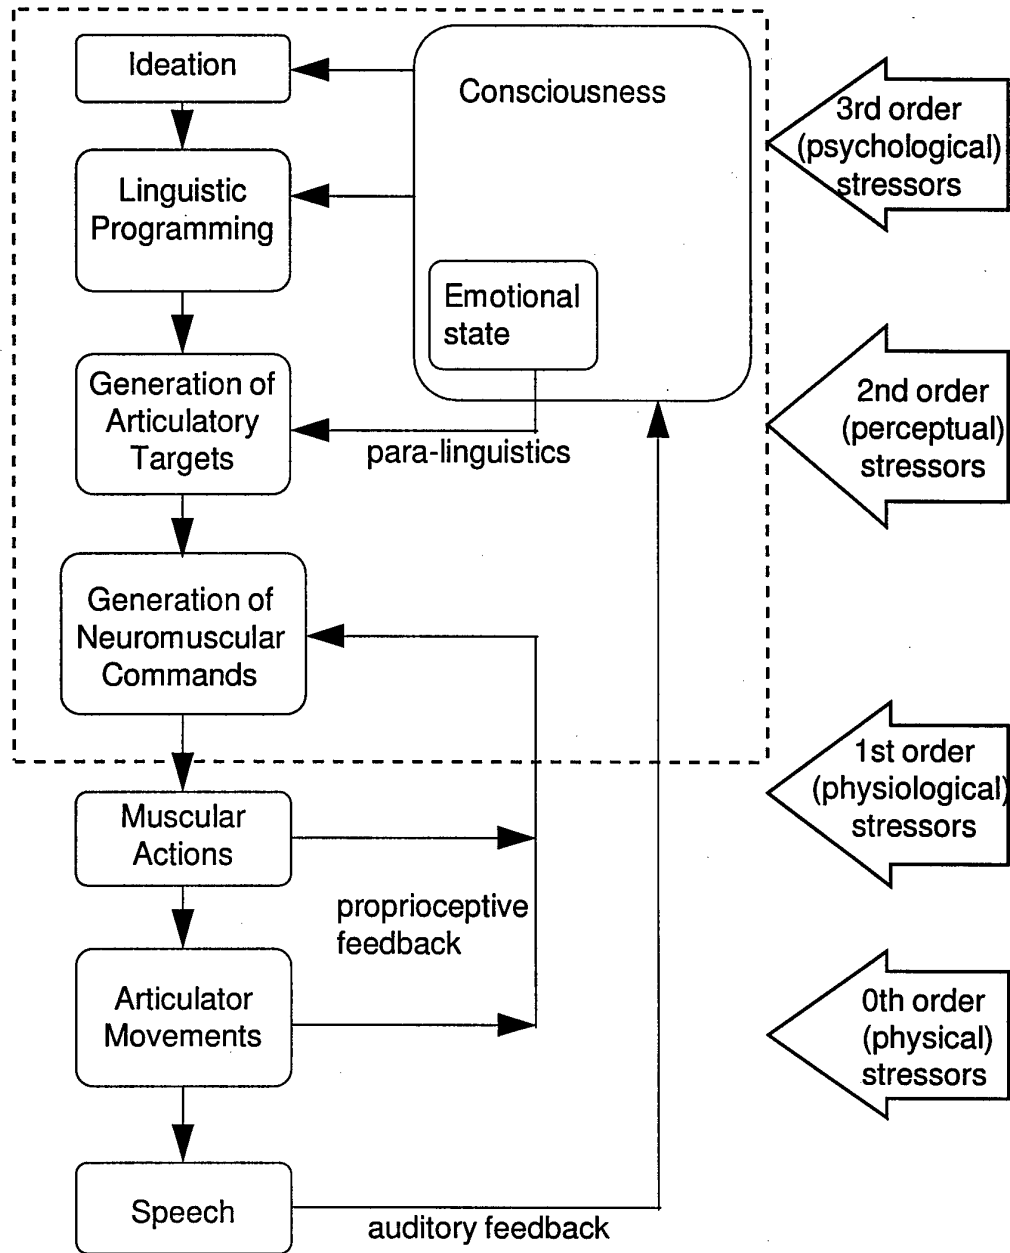 Ideation
Consciousness
3rd order
(psychological)
stressors
Linguistic
Programming
Emotional
state
2nd order
(perceptual)
stressors
Generation of
Articulatory
Targets
para-linguistics
Generation of
Neuromuscular
Commands
1st order
(physiological)
stressors
Muscular
Actions
proprioceptive
feedback
Articulator
Movements
0th order
(physical)
stressors
Speech
auditory feedback